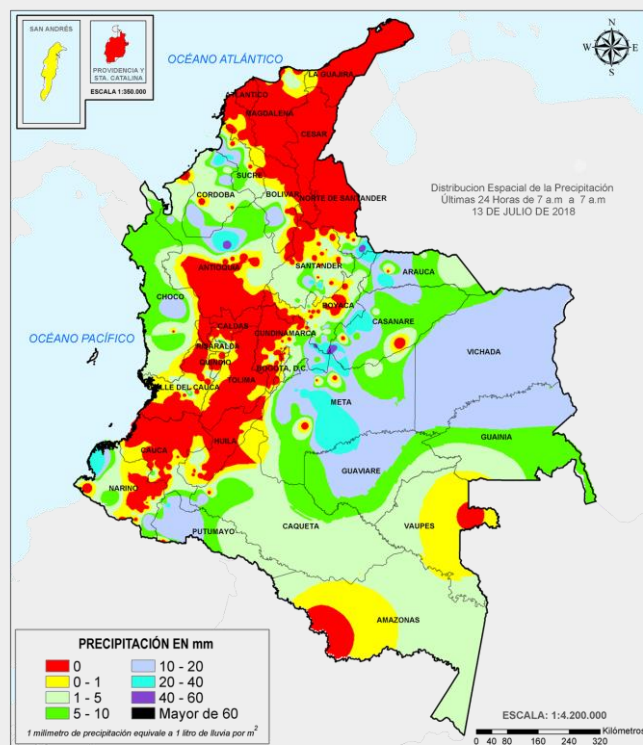 SAN ANDRÉS
PROVIDENCIA Y
STA. CATALINA
ESCALA 1:350.000
OCÉANO ATLÁNTICO
N
W
E
S
LA GUAJIRA
ATLANTICO
MAGDALENA
CESAR
SUCRE
CORDOBA
BOLIVAR
NORTE DE SANTANDER
Distribucion Espacial de la Precipitación
Últimas 24 Horas de 7 a.m a 7 a.m
13 DE JULIO DE 2018
ANTIOQUIA
SANTANDER
ARAUCA
CHOCO
BOYACA
CASANARE
OCÉANO PACÍFICO
CALDAS
CUNDINAMARCA
RISARALDA
VICHADA
QUINDIO
BOGOTA, D.C.
TOLIMA
VALLE DEL CAUCA
META
GUAINIA
HUILA
CAUCA
GUAVIARE
NARIÑO
CAQUETA
VAUPES
PUTUMAYO
AMAZONAS
PRECIPITACIÓN EN mm
0
10 - 20
0 - 1
20 - 40
1 - 5
40 - 60
5 - 10
Mayor de 60
1 milimetro de precipitación equivale a 1 litro de lluvia por m²
ESCALA: 1:4.200.000
Kilómetros
0 40 80 160 240 320